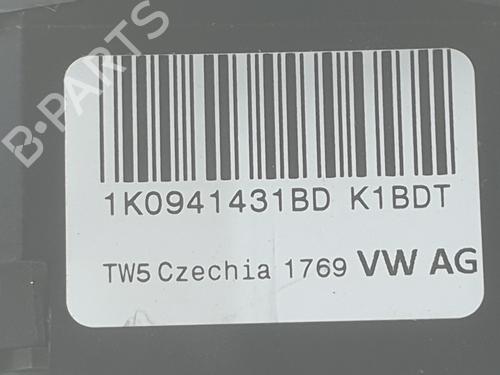 B-PARTS
1K0941431BD K1BDT
TW5 Czechia 1769 VW AG